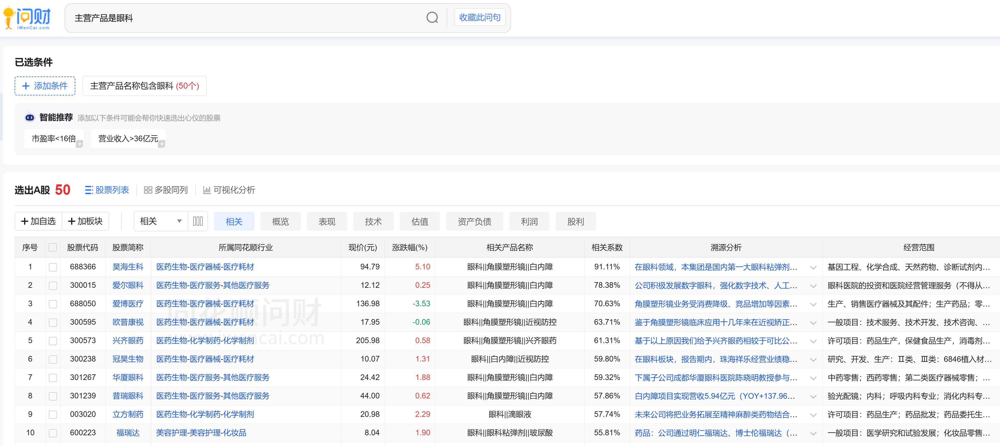 问财
iWenCai.com
主营产品是眼科
收藏此问句
已选条件
添加条件
主营产品名称包含眼科 (50个)
智能推荐 添加以下条件可能会帮你快速选出心仪的股票
市盈率<16倍 营业收入>36亿元
选出A股 50 股票列表 多股同列 可视化分析
+加自选 +加板块 相关 相关 概览 表现 技术 估值 资产负债 利润 股利
序号 股票代码 股票简称 所属同花顺行业 现价(元) 涨跌幅(%) 相关产品名称 相关系数 溯源分析 经营范围
1 688366 昊海生科 医药生物-医疗器械-医疗耗材 94.79 5.10 眼科||角膜塑形镜||白内障 91.11% 在眼科领域，本集团是国内第一大眼科粘弹剂... 基因工程、化学合成、天然药物、诊断试剂内...
2 300015 爱尔眼科 医药生物-医疗服务-其他医疗服务 12.12 0.25 眼科||角膜塑形镜||白内障 78.38% 公司积极发展数字眼科，强化数字技术、人工... 眼科医院的投资和医院经营管理服务（不得从...
3 688050 爱博医疗 医药生物-医疗器械-医疗耗材 136.98 -3.53 眼科||角膜塑形镜||白内障 70.63% 角膜塑形镜业务受消费降级、竞品增加等因素... 生产、销售医疗器械及其配件；生产药品；零...
4 300595 欧普康视 医药生物-医疗器械-医疗耗材 17.95 -0.06 眼科||角膜塑形镜||近视防控 63.71% 鉴于角膜塑形镜临床应用十几年来在近视矫正... 一般项目：技术服务、技术开发、技术咨询、...
5 300573 兴齐眼药 医药生物-化学制药-化学制剂 205.98 0.58 眼科||角膜塑形镜||兴齐眼药 61.31% 基于以上原因我们给予兴齐眼药相较于可比公... 许可项目：药品生产，保健食品生产，消毒剂...
6 300238 冠昊生物 医药生物-医疗器械-医疗耗材 10.07 1.31 眼科||白内障||近视防控 59.80% 在眼科板块，报告期内，珠海祥乐经营业绩稳... 研究、开发、生产：Ⅱ类、Ⅲ类：6846植入材...
7 301267 华厦眼科 医药生物-医疗服务-其他医疗服务 24.42 1.88 眼科||角膜塑形镜||白内障 59.32% 下属子公司成都华厦眼科医院陈晓明教授参与... 中药零售；西药零售；第二类医疗器械零售；...
8 301239 普瑞眼科 医药生物-医疗服务-其他医疗服务 44.00 0.62 眼科||角膜塑形镜||白内障 57.86% 白内障项目实现营收5.94亿元（YOY+137.96... 验光配镜；内科；呼吸内科专业；消化内科专...
9 003020 立方制药 医药生物-化学制药-化学制剂 20.98 2.29 眼科||滴眼液 57.74% 未来公司将把业务拓展至精神麻醉类药物结合... 许可项目：药品生产；药品批发；药品委托生...
10 600223 福瑞达 美容护理-美容护理-化妆品 8.04 1.90 眼科||眼科粘弹剂||玻尿酸 55.81% 药品：公司通过明仁福瑞达、博士伦福瑞达（... 一般项目：医学研究和试验发展；化妆品零售...
同花顺问财
www.iwencai.com